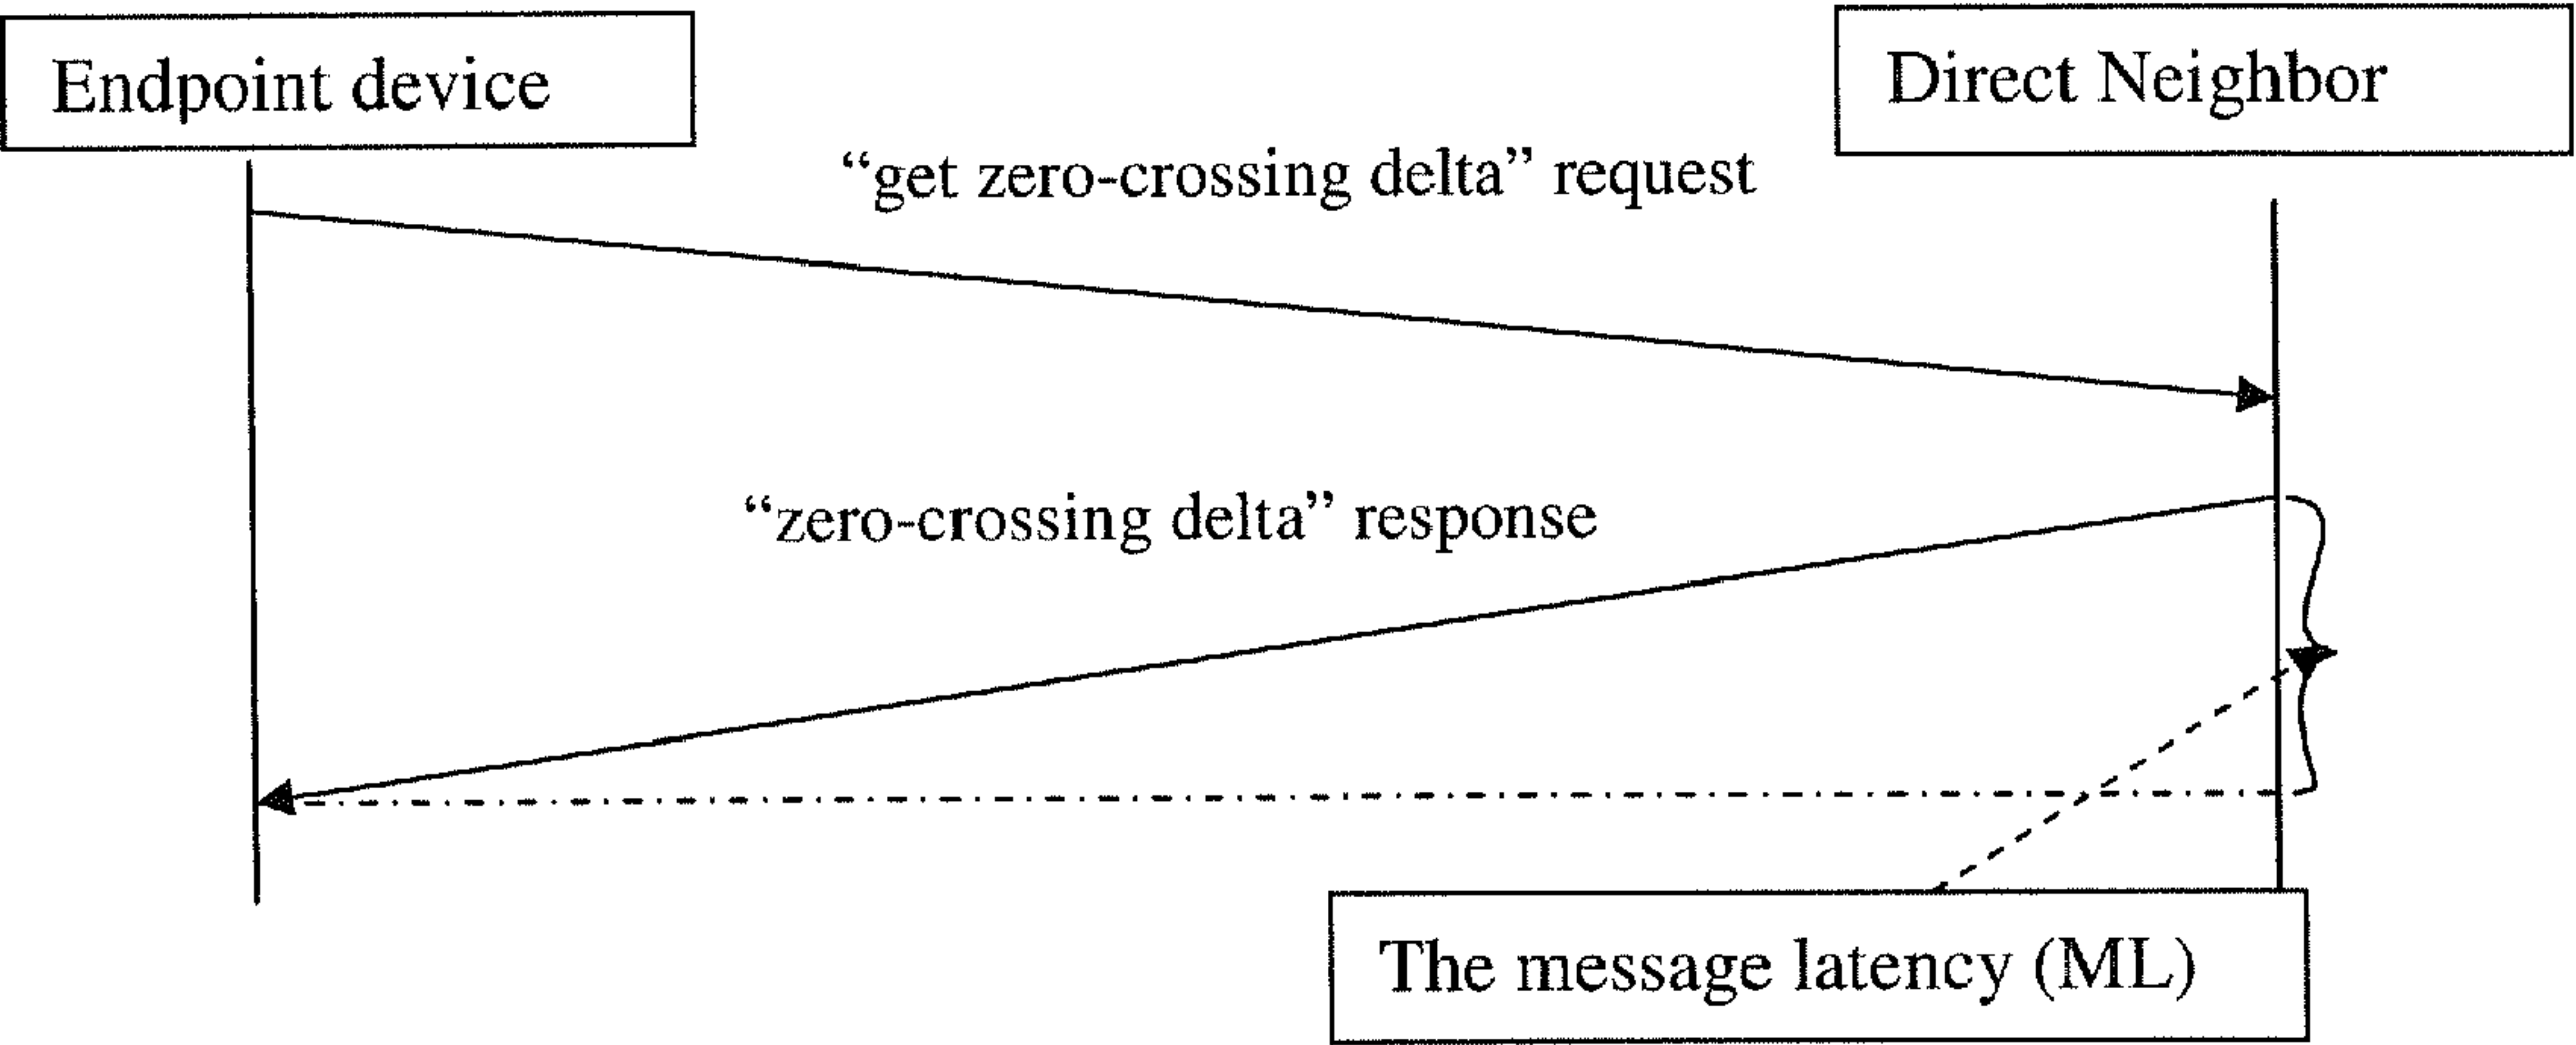 Endpoint device
Direct Neighbor
“get zero-crossing delta” request
“zero-crossing delta” response
The message latency (ML)